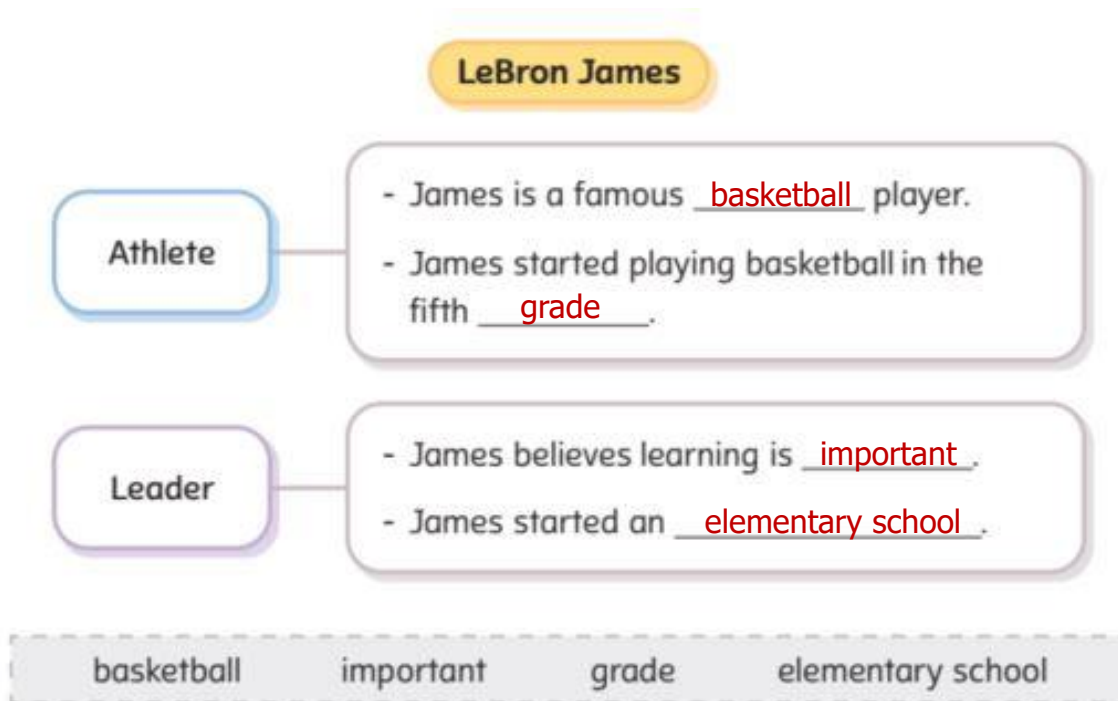 LeBron James
Athlete
- James is a famous basketball player.
- James started playing basketball in the
fifth grade.
Leader
- James believes learning is important.
- James started an elementary school.
basketball important grade elementary school